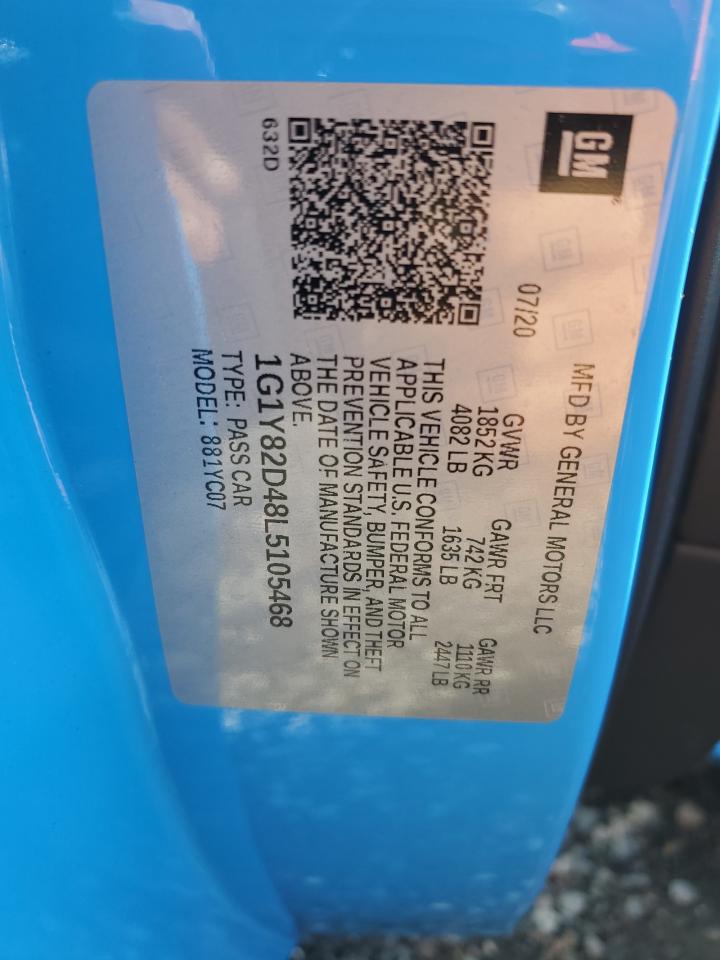 GM
MFD BY GENERAL MOTORS LLC
07/20
GVWR GAWR FRT GAWR RR
1852 KG 742 KG 1110 KG
4082 LB 1635 LB 2447 LB
THIS VEHICLE CONFORMS TO ALL
APPLICABLE U.S. FEDERAL MOTOR
VEHICLE SAFETY, BUMPER, AND THEFT
PREVENTION STANDARDS IN EFFECT ON
THE DATE OF MANUFACTURE SHOWN
ABOVE.
1G1Y82D48L5105468
TYPE: PASS CAR
MODEL: 881YC07
632D